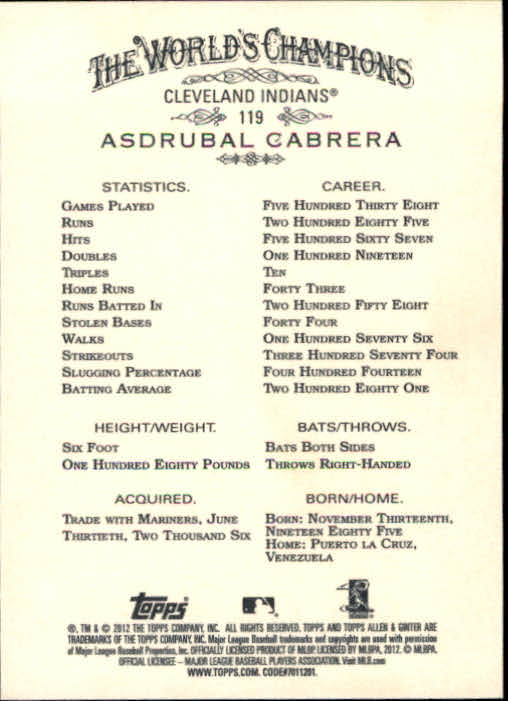 THE WORLD'S CHAMPIONS
CLEVELAND INDIANS®
119
ASDRUBAL CABRERA
STATISTICS. CAREER.
GAMES PLAYED FIVE HUNDRED THIRTY EIGHT
RUNS TWO HUNDRED EIGHTY FIVE
HITS FIVE HUNDRED SIXTY SEVEN
DOUBLES ONE HUNDRED NINETEEN
TRIPLES TEN
HOME RUNS FORTY THREE
RUNS BATTED IN TWO HUNDRED FIFTY EIGHT
STOLEN BASES FORTY FOUR
WALKS ONE HUNDRED SEVENTY SIX
STRIKEOUTS THREE HUNDRED SEVENTY FOUR
SLUGGING PERCENTAGE FOUR HUNDRED FOURTEEN
BATTING AVERAGE TWO HUNDRED EIGHTY ONE
HEIGHT/WEIGHT. BATS/THROWS.
SIX FOOT BATS BOTH SIDES
ONE HUNDRED EIGHTY POUNDS THROWS RIGHT-HANDED
ACQUIRED. BORN/HOME.
TRADE WITH MARINERS, JUNE BORN: NOVEMBER THIRTEENTH,
THIRTIETH, TWO THOUSAND SIX NINETEEN EIGHTY FIVE
HOME: PUERTO LA CRUZ,
VENEZUELA
topps
®, TM & © 2012 THE TOPPS COMPANY, INC. ALL RIGHTS RESERVED. TOPPS AND TOPPS ALLEN & GINTER ARE
TRADEMARKS OF THE TOPPS COMPANY, INC. Major League Baseball trademarks and copyrights are used with permission
of Major League Baseball Properties, Inc. OFFICIALLY LICENSED PRODUCT OF MLBP LICENSED BY MLBPA, 2012. © MLBPA.
OFFICIAL LICENSEE – MAJOR LEAGUE BASEBALL PLAYERS ASSOCIATION. Visit MLB.com
WWW.TOPPS.COM. CODE#7011201.